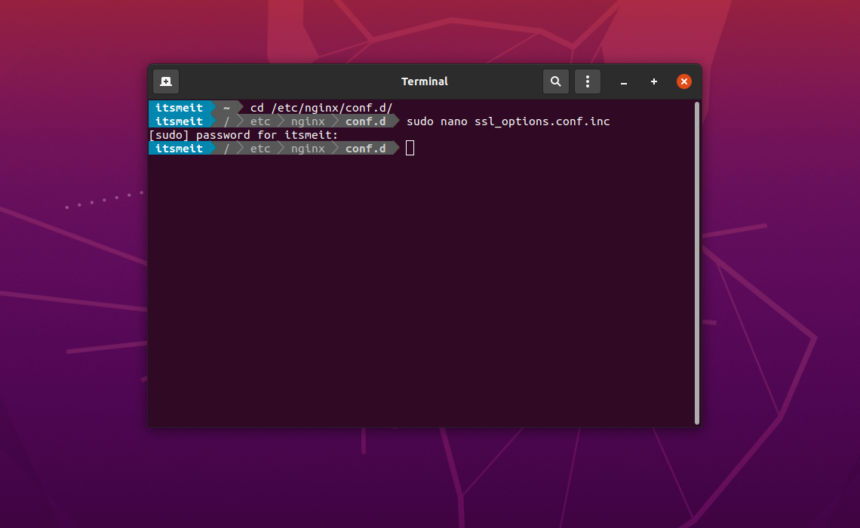 Terminal
itsmeit ~ cd /etc/nginx/conf.d/
itsmeit / etc nginx conf.d sudo nano ssl_options.conf.inc
[sudo] password for itsmeit:
itsmeit / etc nginx conf.d